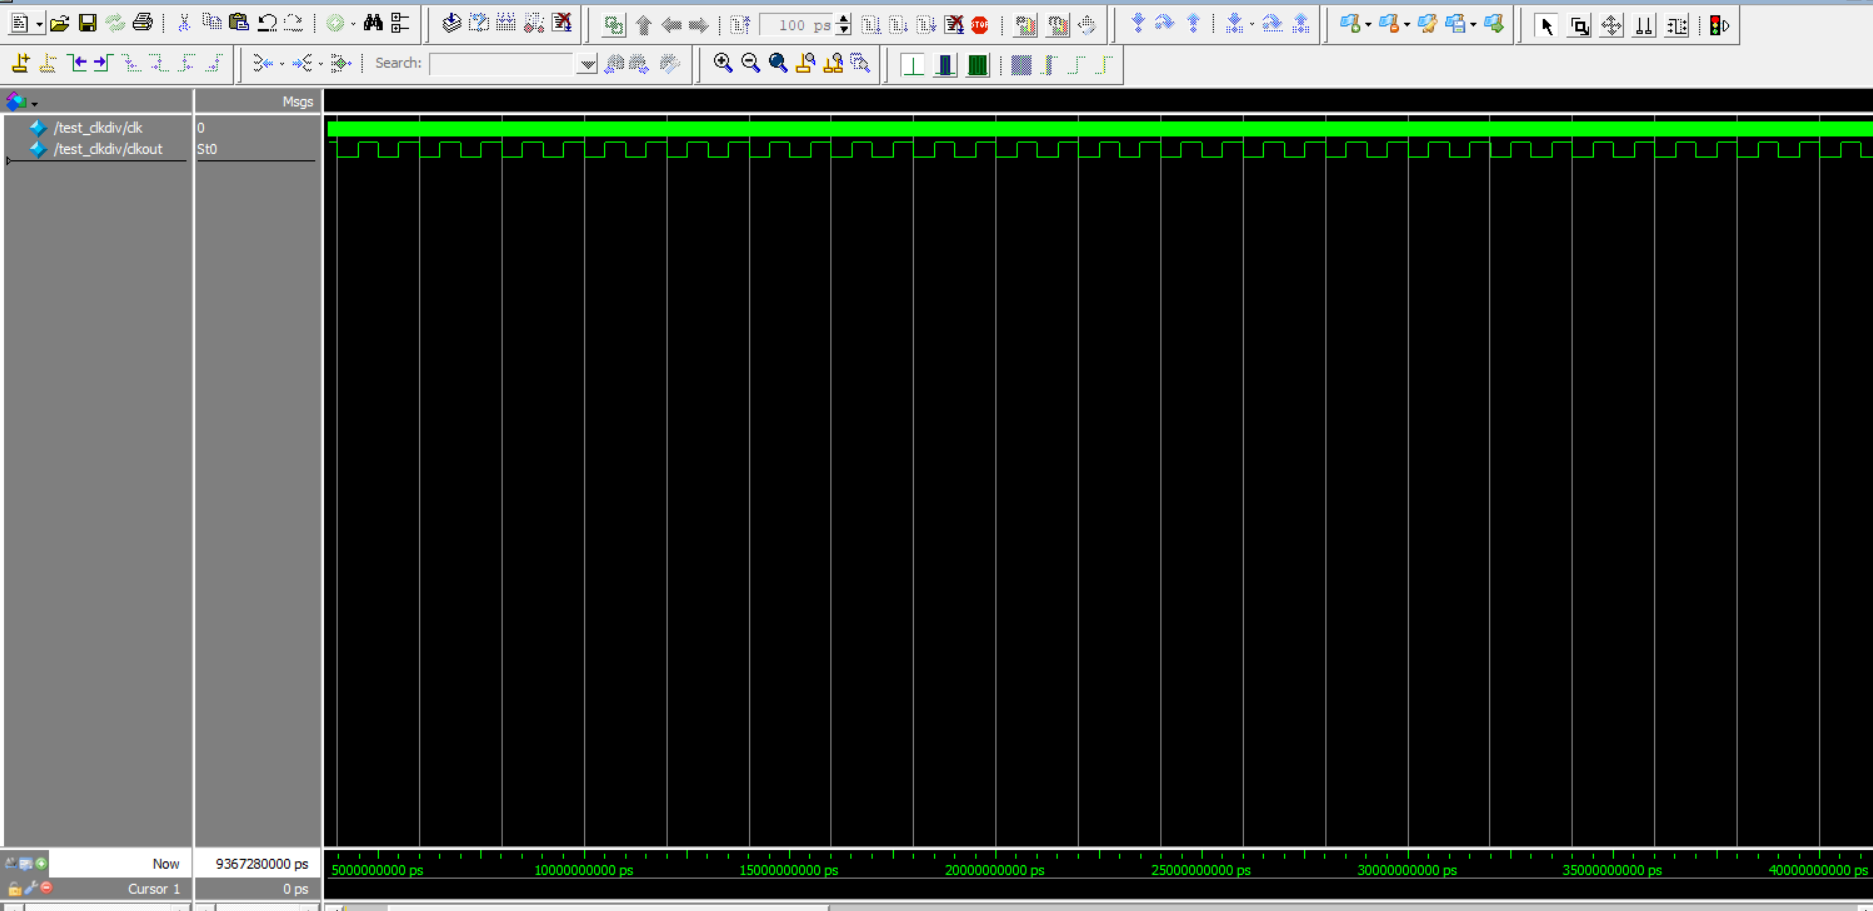 100 ps
STOP
Search:
Msgs
/test_clkdiv/clk 0
/test_clkdiv/clkout St0
Now 9367280000 ps
5000000000 ps 10000000000 ps 15000000000 ps 20000000000 ps 25000000000 ps 30000000000 ps 35000000000 ps 40000000000 ps
Cursor 1 0 ps